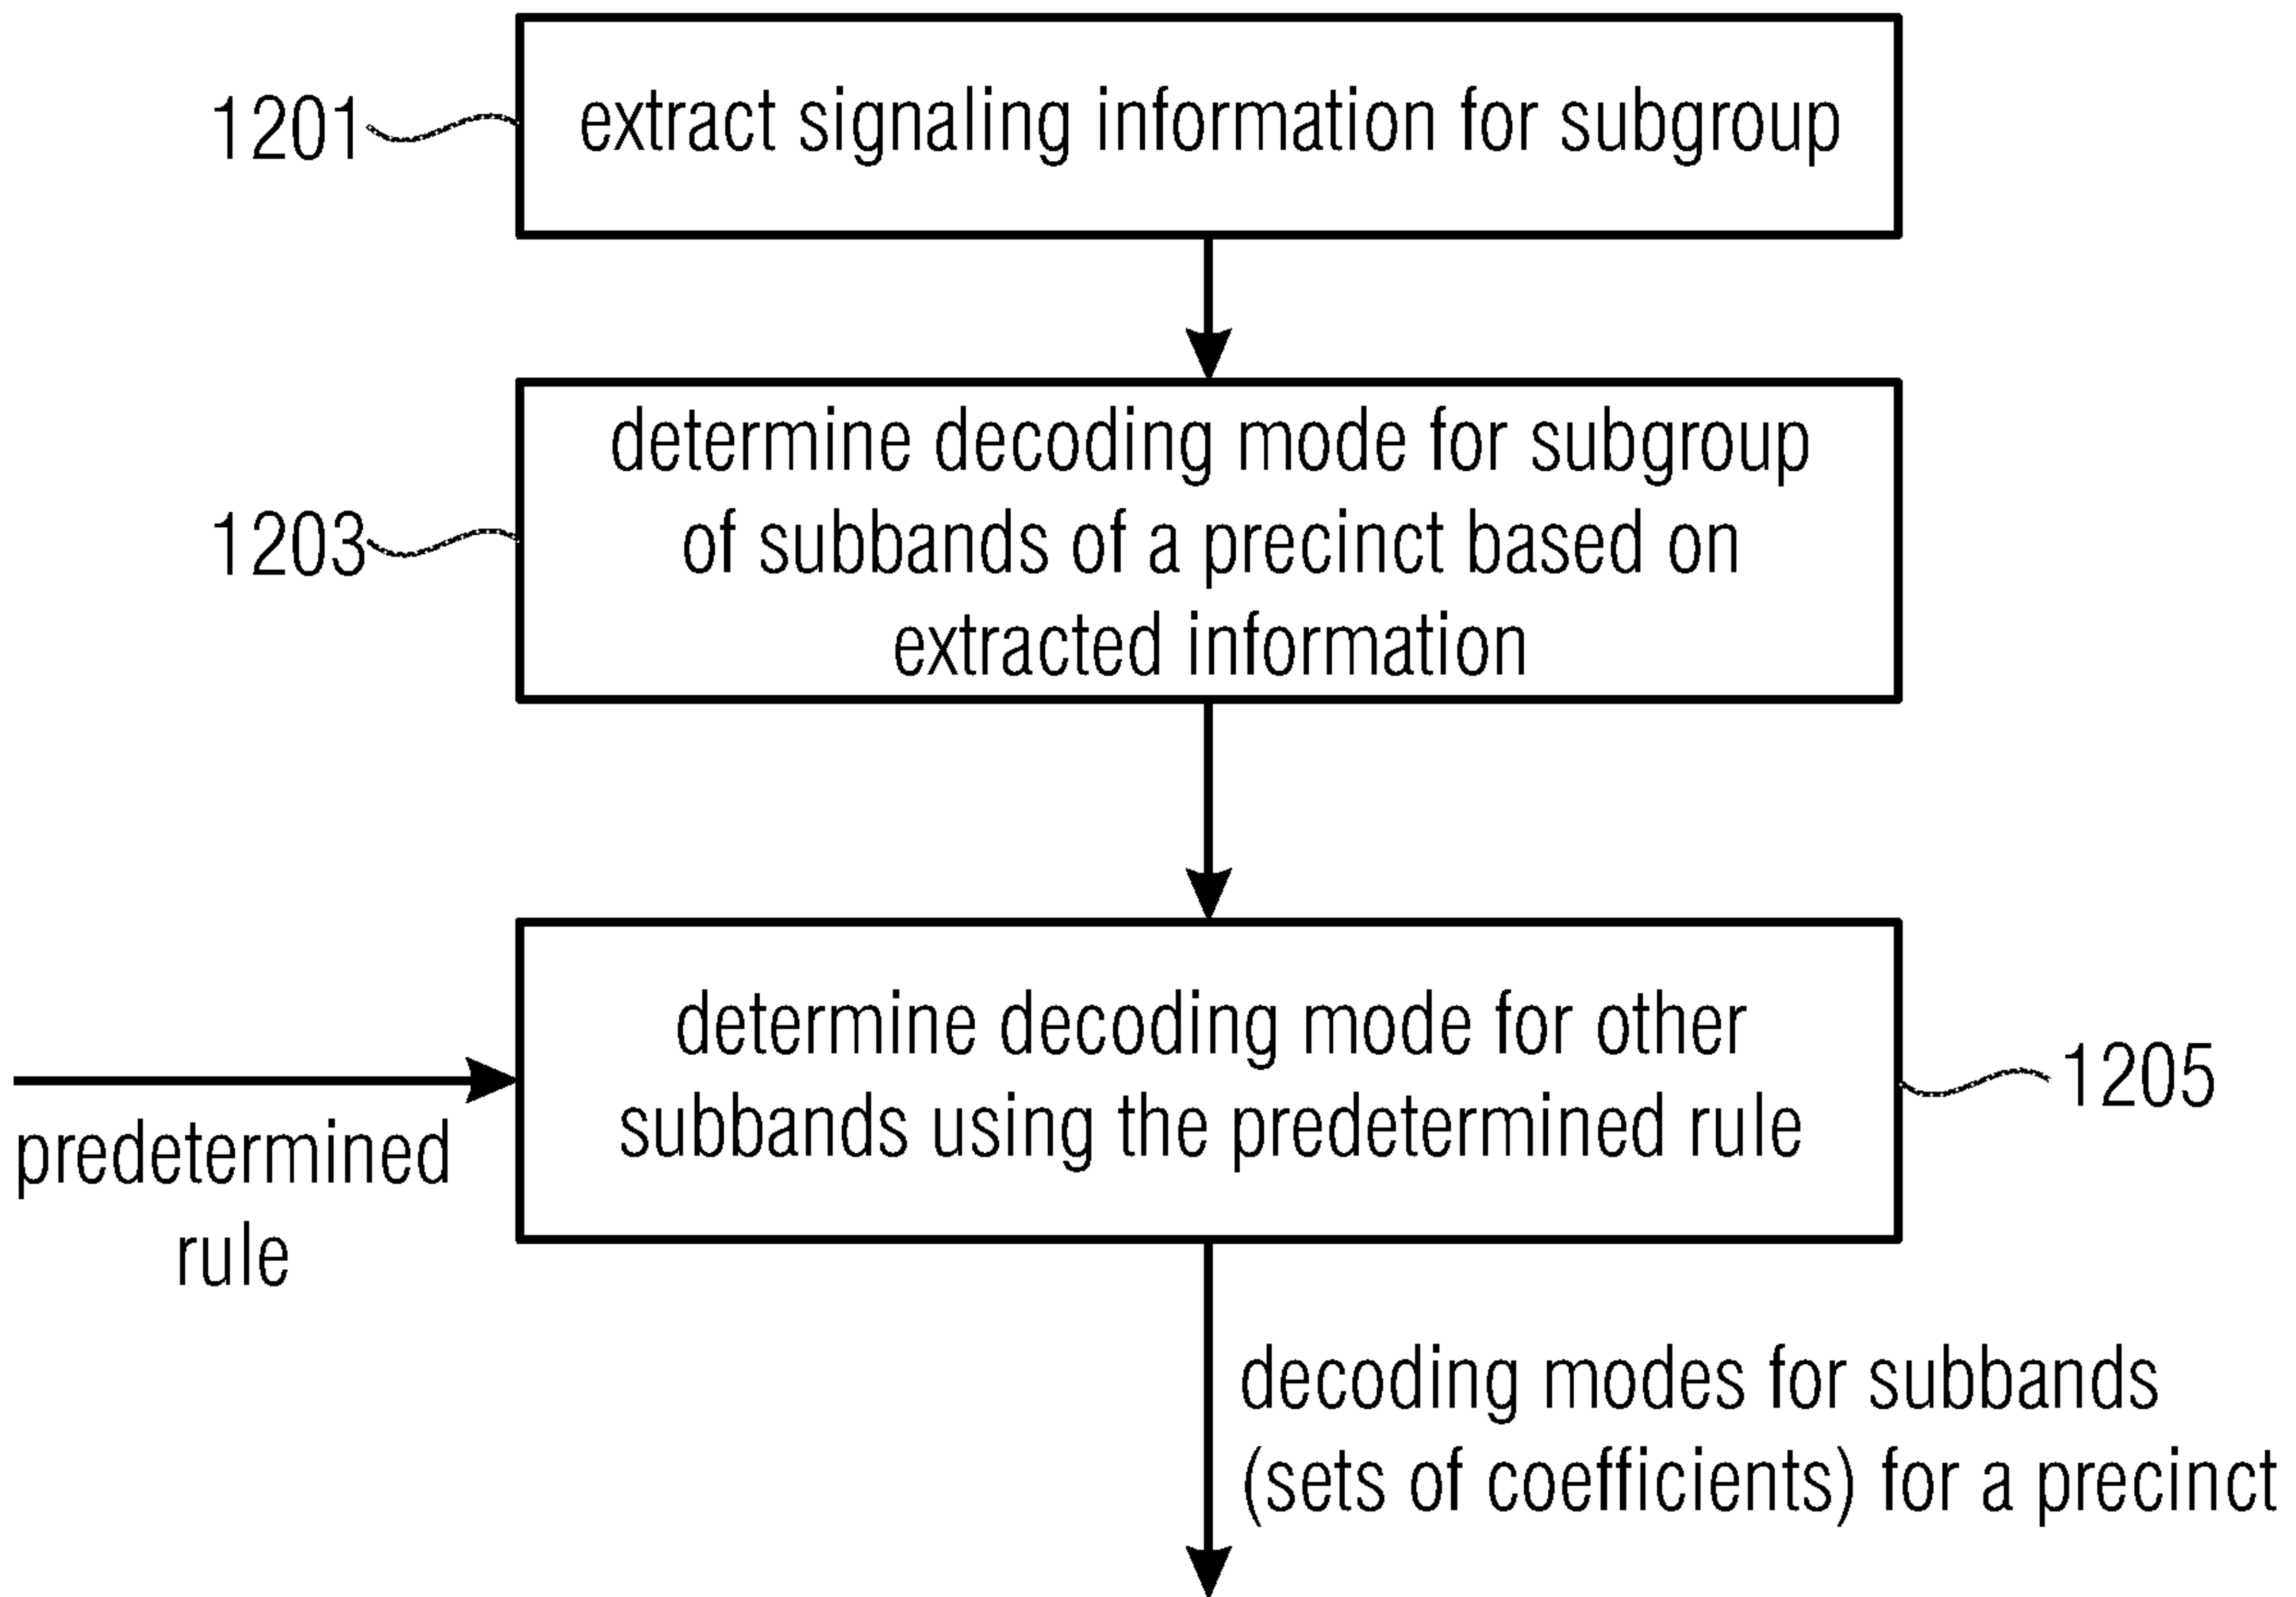 1201
extract signaling information for subgroup
1203
determine decoding mode for subgroup
of subbands of a precinct based on
extracted information
determine decoding mode for other
subbands using the predetermined rule
1205
predetermined
rule
decoding modes for subbands
(sets of coefficients) for a precinct